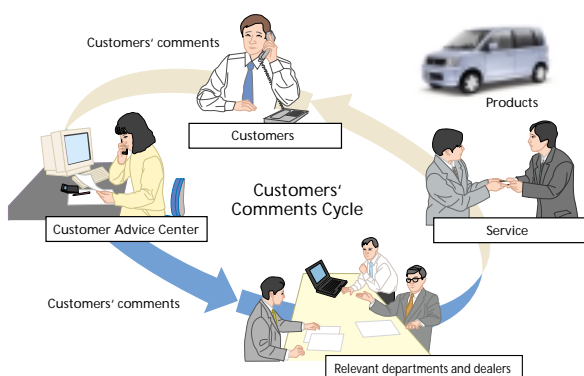 Customers' comments
Products
Customers
Customers'
Comments Cycle
Customer Advice Center
Service
Customers' comments
Relevant departments and dealers